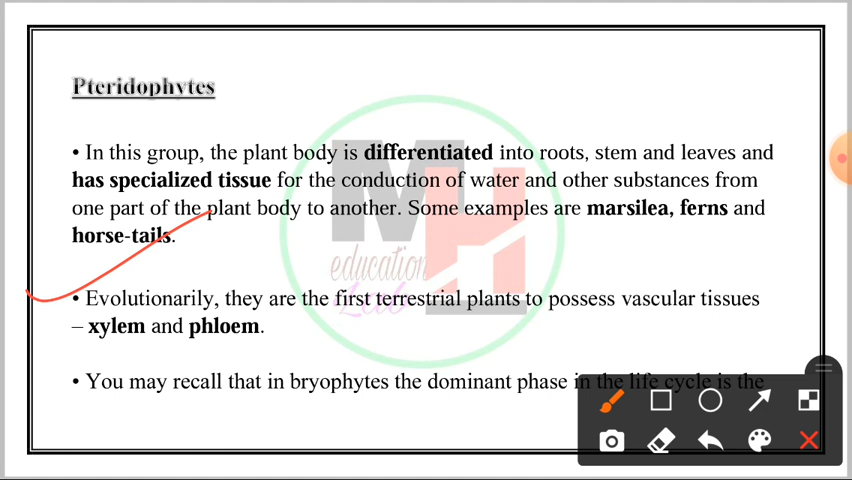 Pteridophytes
• In this group, the plant body is differentiated into roots, stem and leaves and
has specialized tissue for the conduction of water and other substances from
one part of the plant body to another. Some examples are marsilea, ferns and
horse-tails.
• Evolutionarily, they are the first terrestrial plants to possess vascular tissues
– xylem and phloem.
• You may recall that in bryophytes the dominant phase in the life cycle is the
MH
education
Lab